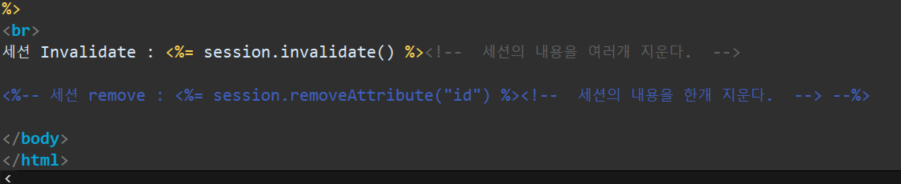 %>
<br>
세션 Invalidate : <%= session.invalidate() %><!--  세션의 내용을 여러개 지운다.  -->
<%-- 세션 remove : <%= session.removeAttribute("id") %><!--  세션의 내용을 한개 지운다.  --> --%>
</body>
</html>